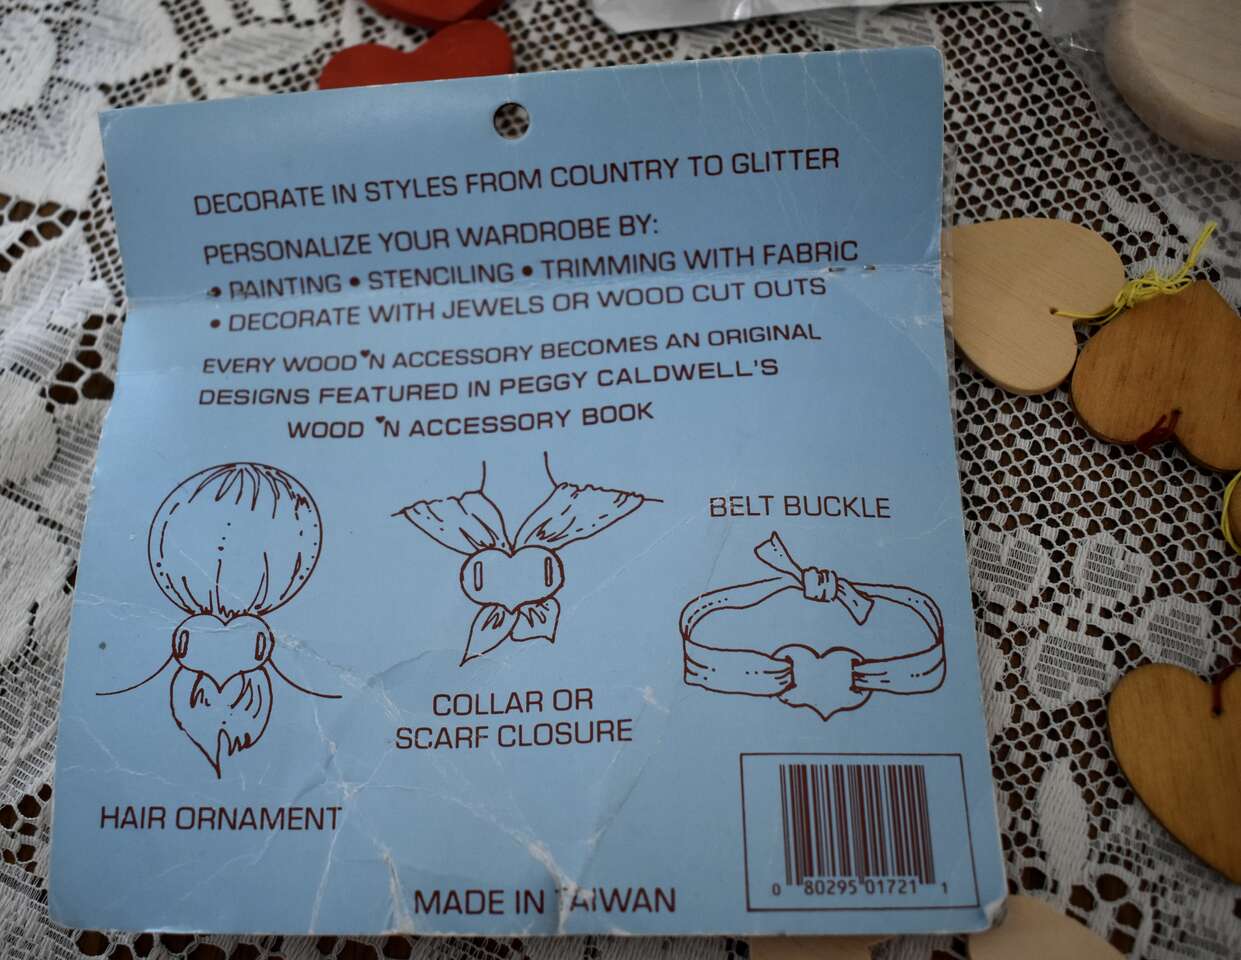 DECORATE IN STYLES FROM COUNTRY TO GLITTER
PERSONALIZE YOUR WARDROBE BY:
• PAINTING • STENCILING • TRIMMING WITH FABRIC
• DECORATE WITH JEWELS OR WOOD CUT OUTS
EVERY WOOD ♥'N ACCESSORY BECOMES AN ORIGINAL
DESIGNS FEATURED IN PEGGY CALDWELL'S
WOOD ♥'N ACCESSORY BOOK
BELT BUCKLE
COLLAR OR
SCARF CLOSURE
HAIR ORNAMENT
MADE IN TAIWAN
0 80295 01721 1